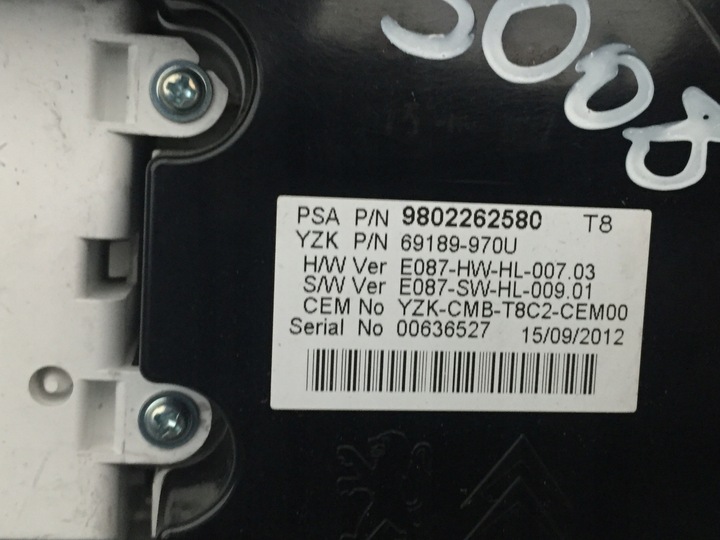 3008
PSA P/N 9802262580 T8
YZK P/N 69189-970U
H/W Ver E087-HW-HL-007.03
S/W Ver E087-SW-HL-009.01
CEM No YZK-CMB-T8C2-CEM00
Serial No 00636527 15/09/2012